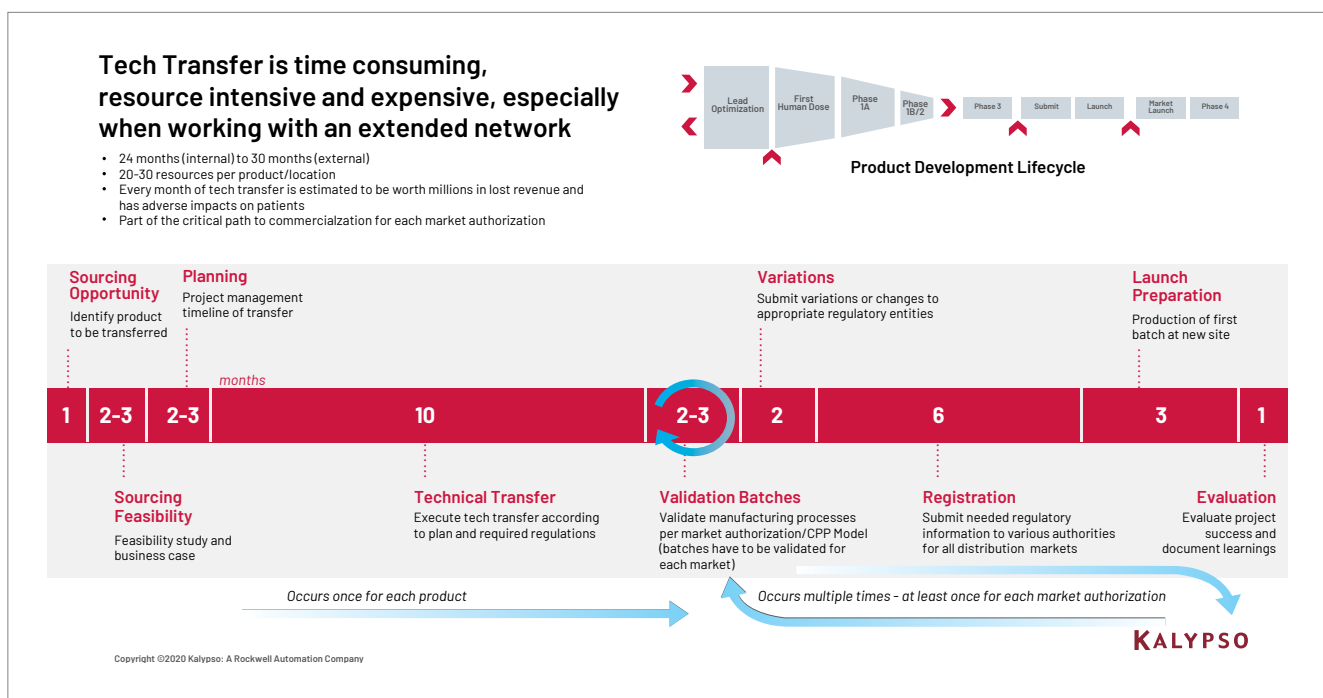 Tech Transfer is time consuming,
resource intensive and expensive, especially
when working with an extended network
• 24 months (internal) to 30 months (external)
• 20-30 resources per product/location
• Every month of tech transfer is estimated to be worth millions in lost revenue and
has adverse impacts on patients
• Part of the critical path to commercialzation for each market authorization
Lead
Optimization
First
Human Dose
Phase
1A
Phase
1B/2
Phase 3
Submit
Launch
Market
Launch
Phase 4
Product Development Lifecycle
Sourcing
Opportunity
Identify product
to be transferred
Planning
Project management
timeline of transfer
Variations
Submit variations or changes to
appropriate regulatory entities
Launch
Preparation
Production of first
batch at new site
months
1
2-3
2-3
10
2-3
2
6
3
1
Sourcing
Feasibility
Feasibility study and
business case
Technical Transfer
Execute tech transfer according
to plan and required regulations
Validation Batches
Validate manufacturing processes
per market authorization/CPP Model
(batches have to be validated for
each market)
Registration
Submit needed regulatory
information to various authorities
for all distribution markets
Evaluation
Evaluate project
success and
document learnings
Occurs once for each product
Occurs multiple times - at least once for each market authorization
KALYPSO
Copyright ©2020 Kalypso: A Rockwell Automation Company